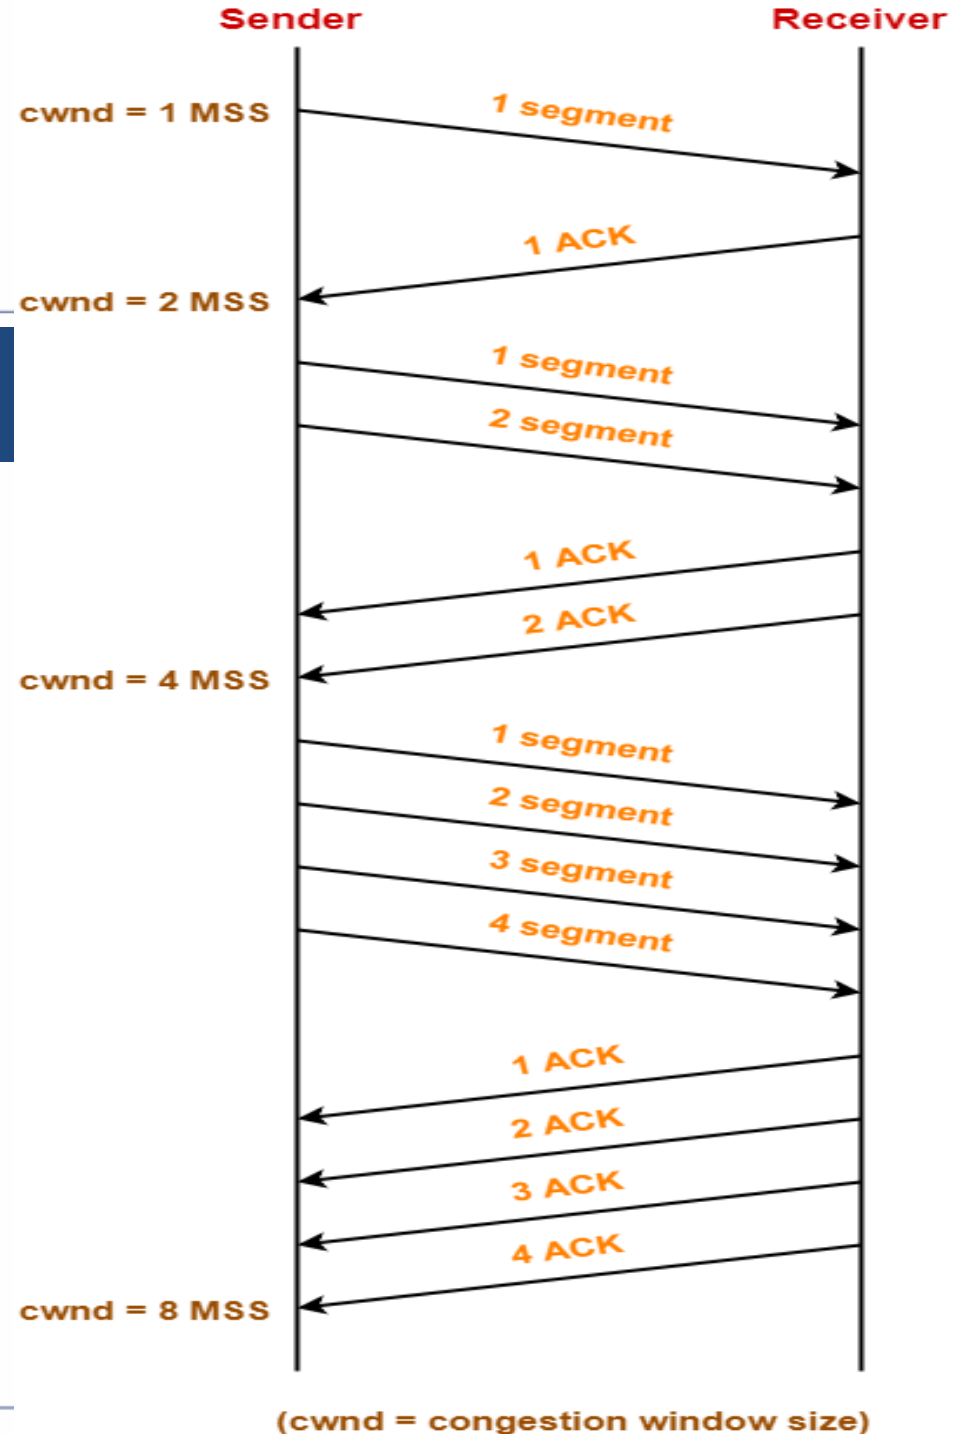 Sender
Receiver
cwnd = 1 MSS
1 segment
1 ACK
cwnd = 2 MSS
1 segment
2 segment
1 ACK
2 ACK
cwnd = 4 MSS
1 segment
2 segment
3 segment
4 segment
1 ACK
2 ACK
3 ACK
4 ACK
cwnd = 8 MSS
(cwnd = congestion window size)